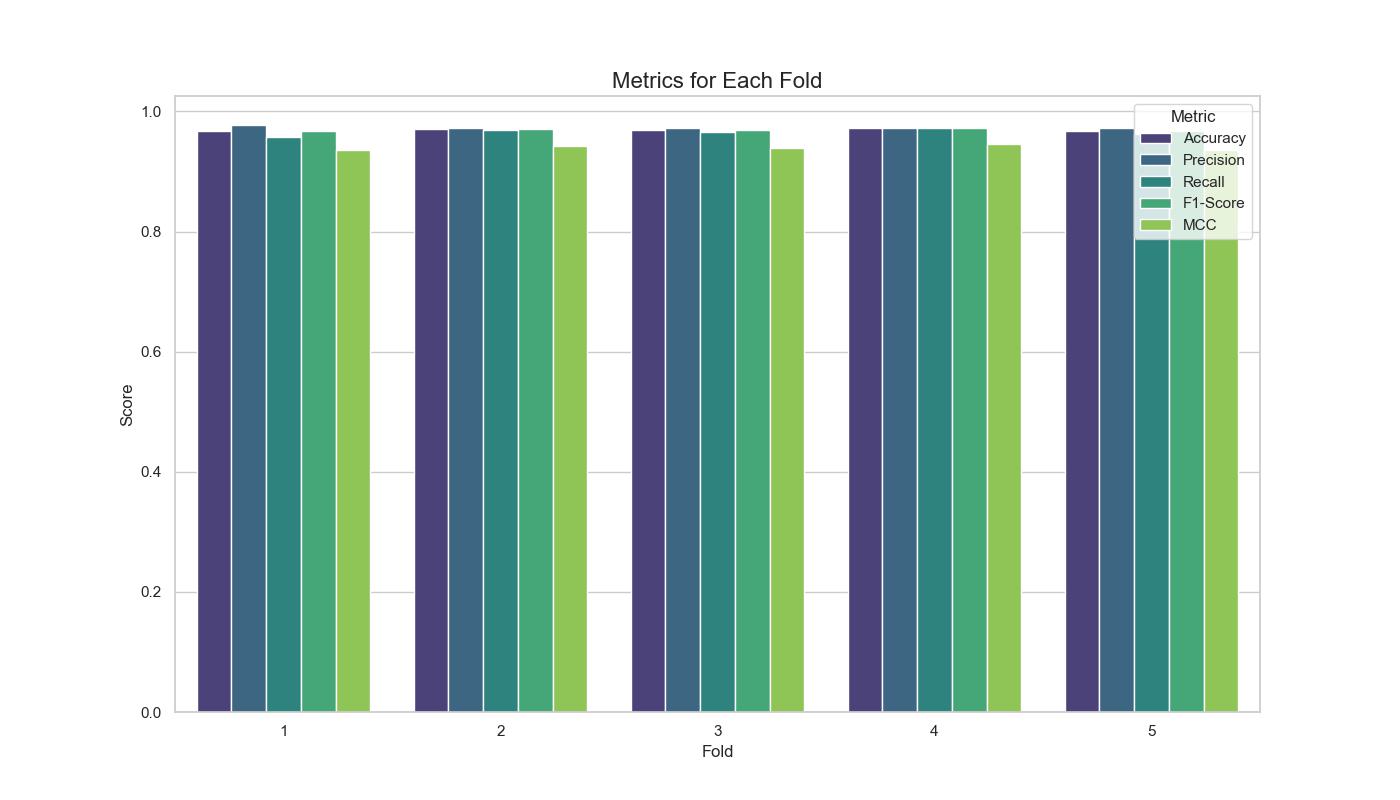 Metrics for Each Fold
1.0
0.8
0.6
0.4
0.2
0.0
Score
Metric
Accuracy
Precision
Recall
F1-Score
MCC
1 2 3 4 5
Fold